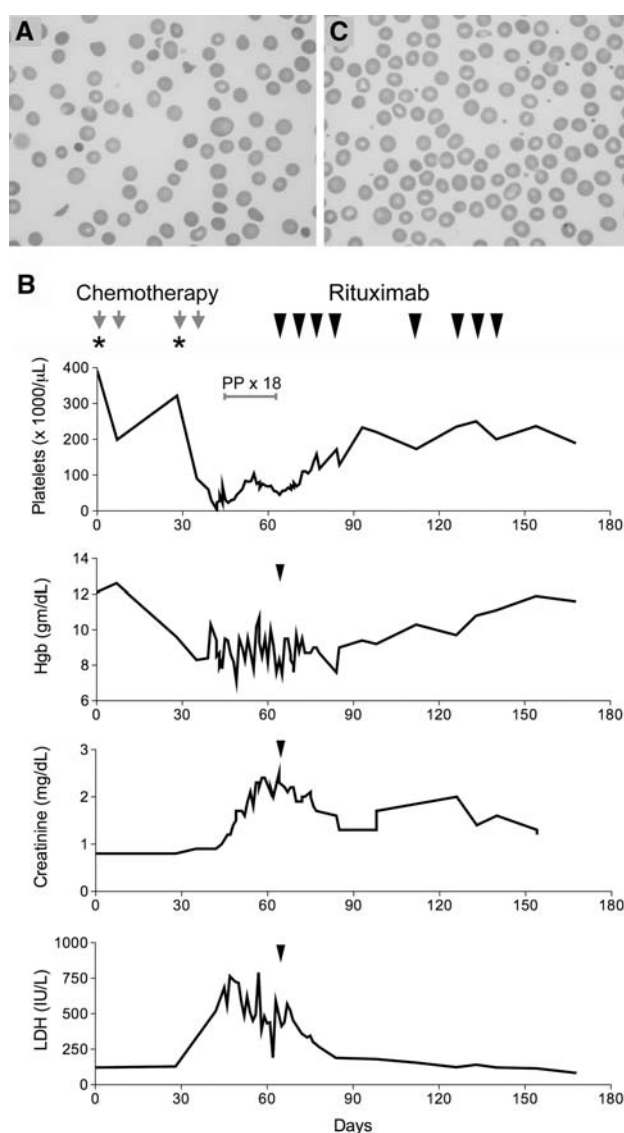 A
C
B
Chemotherapy
Rituximab
* *
PP x 18
Platelets (x 1000/µL)
400
300
200
100
0
0 30 60 90 120 150 180
Hgb (gm/dL)
14
12
10
8
6
0 30 60 90 120 150 180
Creatinine (mg/dL)
3
2
1
0
0 30 60 90 120 150 180
LDH (IU/L)
1000
750
500
250
0
0 30 60 90 120 150 180
Days